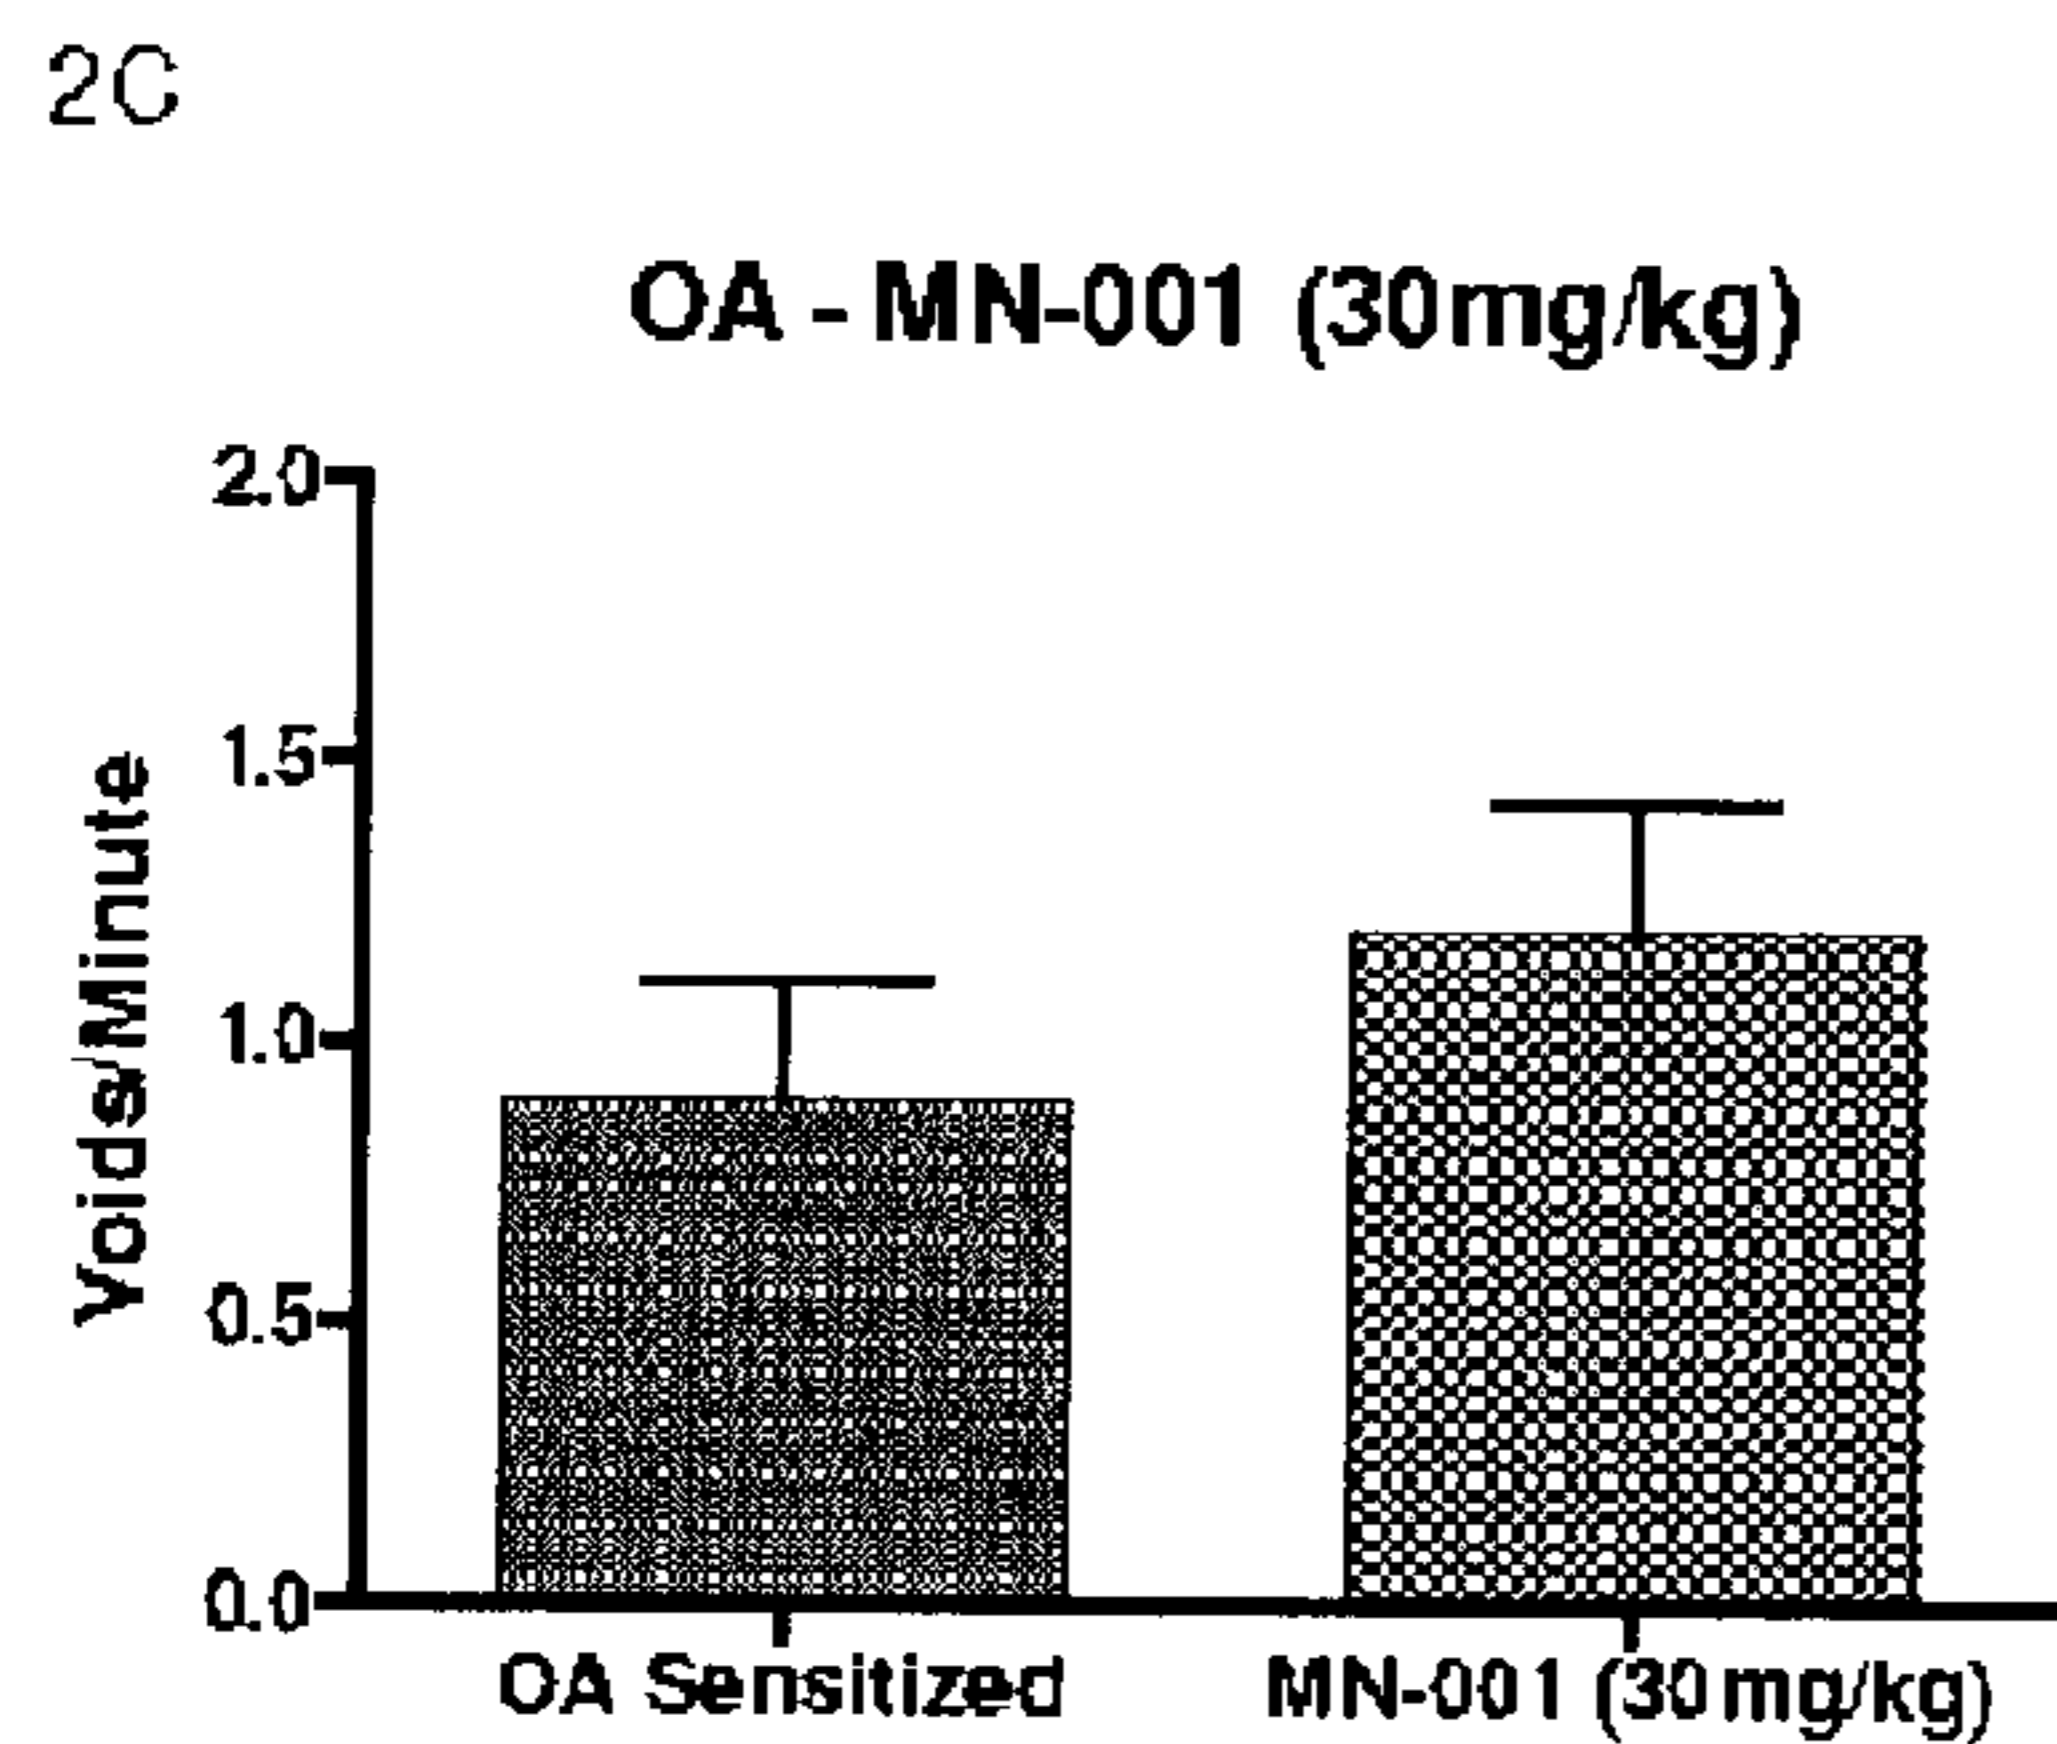 2C
OA - MN-001 (30mg/kg)
2.0
1.5
1.0
0.5
0.0
Voids/Minute
OA Sensitized
MN-001 (30mg/kg)